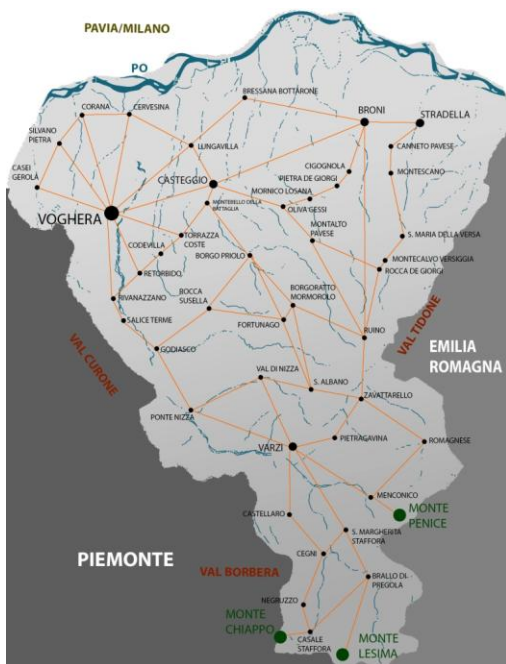 PAVIA/MILANO
PO
BRESSANA BOTTARONE
CORANA
CERVESINA
BRONI
STRADELLA
SILVANO
PIETRA
LUNGAVILLA
CANNETO PAVESE
CIGOGNOLA
CASEI
GEROLA
CASTEGGIO
PIETRA DE GIORGI
MONTESCANO
MORNICO LOSANA
MONTEBELLO DELLA
BATTAGLIA
OLIVA GESSI
VOGHERA
TORRAZZA
COSTE
MONTALTO
PAVESE
S. MARIA DELLA VERSA
CODEVILLA
BORGO PRIOLO
MONTECALVO VERSIGGIA
RETORBIDO
ROCCA DE GIORGI
RIVANAZZANO
ROCCA
SUSELLA
BORGORATTO
MORMOROLO
SALICE TERME
FORTUNAGO
RUINO
VAL TIDONE
EMILIA
ROMAGNA
GODIASCO
VAL CURONE
VAL DI NIZZA
S. ALBANO
ZAVATTARELLO
PONTE NIZZA
PIETRAGAVINA
ROMAGNESE
VARZI
MENCONICO
MONTE
PENICE
CASTELLARO
S. MARGHERITA
STAFFORA
PIEMONTE
CEGNI
VAL BORBERA
BRALLO DI
PREGOLA
NEGRUZZO
MONTE
CHIAPPO
CASALE
STAFFORA
MONTE
LESIMA